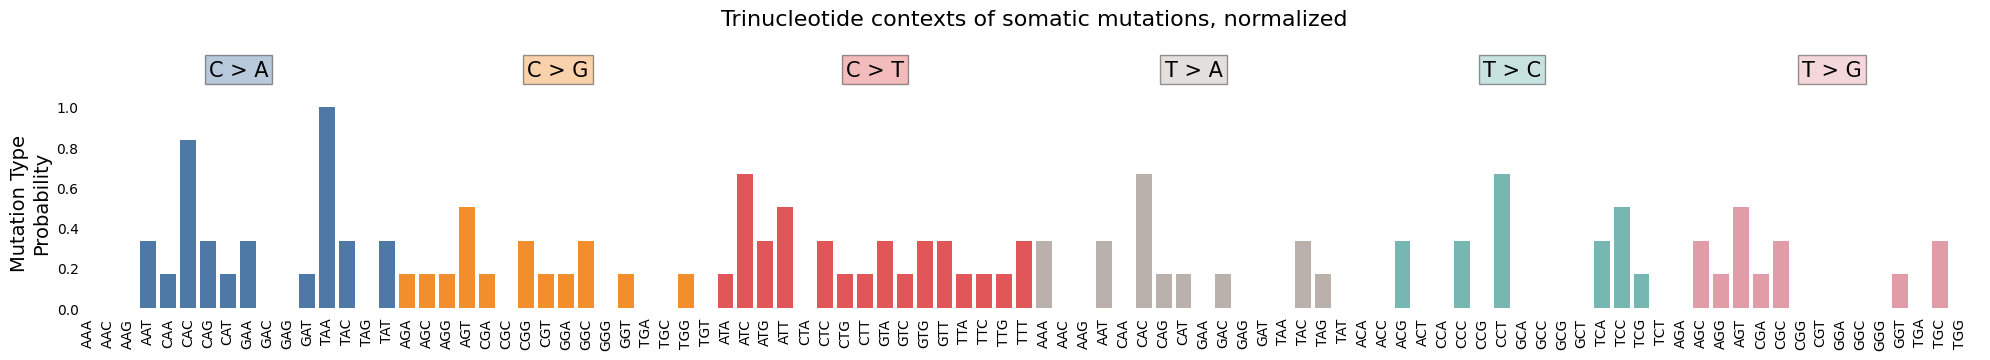 Trinucleotide contexts of somatic mutations, normalized
C > A
C > G
C > T
T > A
T > C
T > G
Mutation Type
Probability
1.0
0.8
0.6
0.4
0.2
0.0
AAA
AAC
AAG
AAT
CAA
CAC
CAG
CAT
GAA
GAC
GAG
GAT
TAA
TAC
TAG
TAT
AGA
AGC
AGG
AGT
CGA
CGC
CGG
CGT
GGA
GGC
GGG
GGT
TGA
TGC
TGG
TGT
ATA
ATC
ATG
ATT
CTA
CTC
CTG
CTT
GTA
GTC
GTG
GTT
TTA
TTC
TTG
TTT
AAA
AAC
AAG
AAT
CAA
CAC
CAG
CAT
GAA
GAC
GAG
GAT
TAA
TAC
TAG
TAT
ACA
ACC
ACG
ACT
CCA
CCC
CCG
CCT
GCA
GCC
GCG
GCT
TCA
TCC
TCG
TCT
AGA
AGC
AGG
AGT
CGA
CGC
CGG
CGT
GGA
GGC
GGG
GGT
TGA
TGC
TGG